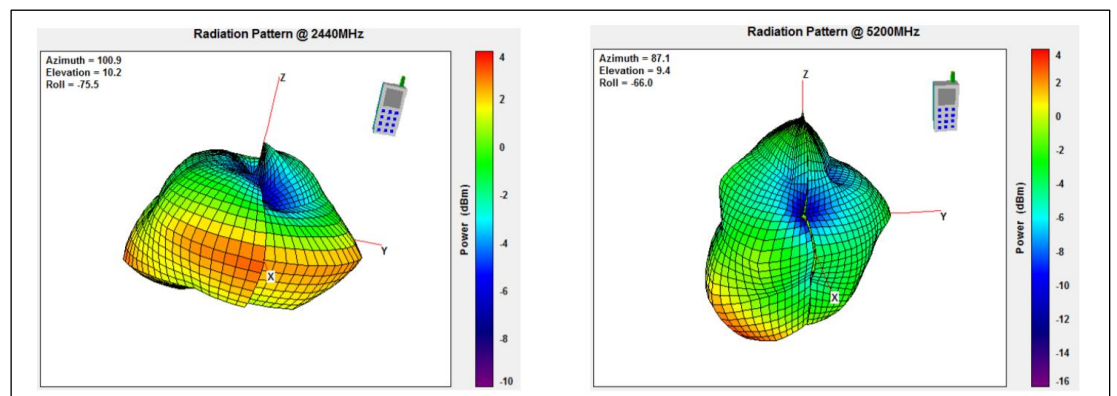 Radiation Pattern @ 2440MHz
Azimuth = 100.9
Elevation = 10.2
Roll = -75.5
Z
Y
X
4
2
0
-2
-4
-6
-8
-10
Power (dBm)
Radiation Pattern @ 5200MHz
Azimuth = 87.1
Elevation = 9.4
Roll = -66.0
Z
Y
X
4
2
0
-2
-4
-6
-8
-10
-12
-14
-16
Power (dBm)